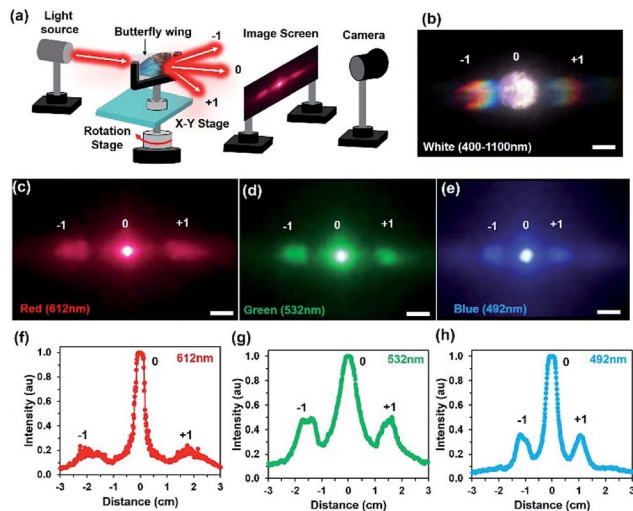 (a)
Light
source
Butterfly wing
-1
0
+1
X-Y Stage
Rotation
Stage
Image Screen
Camera
(b)
-1
0
+1
White (400-1100nm)
(c)
-1
0
+1
Red (612nm)
(d)
-1
0
+1
Green (532nm)
(e)
-1
0
+1
Blue (492nm)
(f)
612nm
0
-1
+1
Intensity (au)
1.0
0.8
0.6
0.4
0.2
0.0
-3 -2 -1 0 1 2 3
Distance (cm)
(g)
532nm
0
-1
+1
Intensity (au)
1.0
0.8
0.6
0.4
0.2
0.0
-3 -2 -1 0 1 2 3
Distance (cm)
(h)
492nm
0
-1
+1
Intensity (au)
1.0
0.8
0.6
0.4
0.2
0.0
-3 -2 -1 0 1 2 3
Distance (cm)